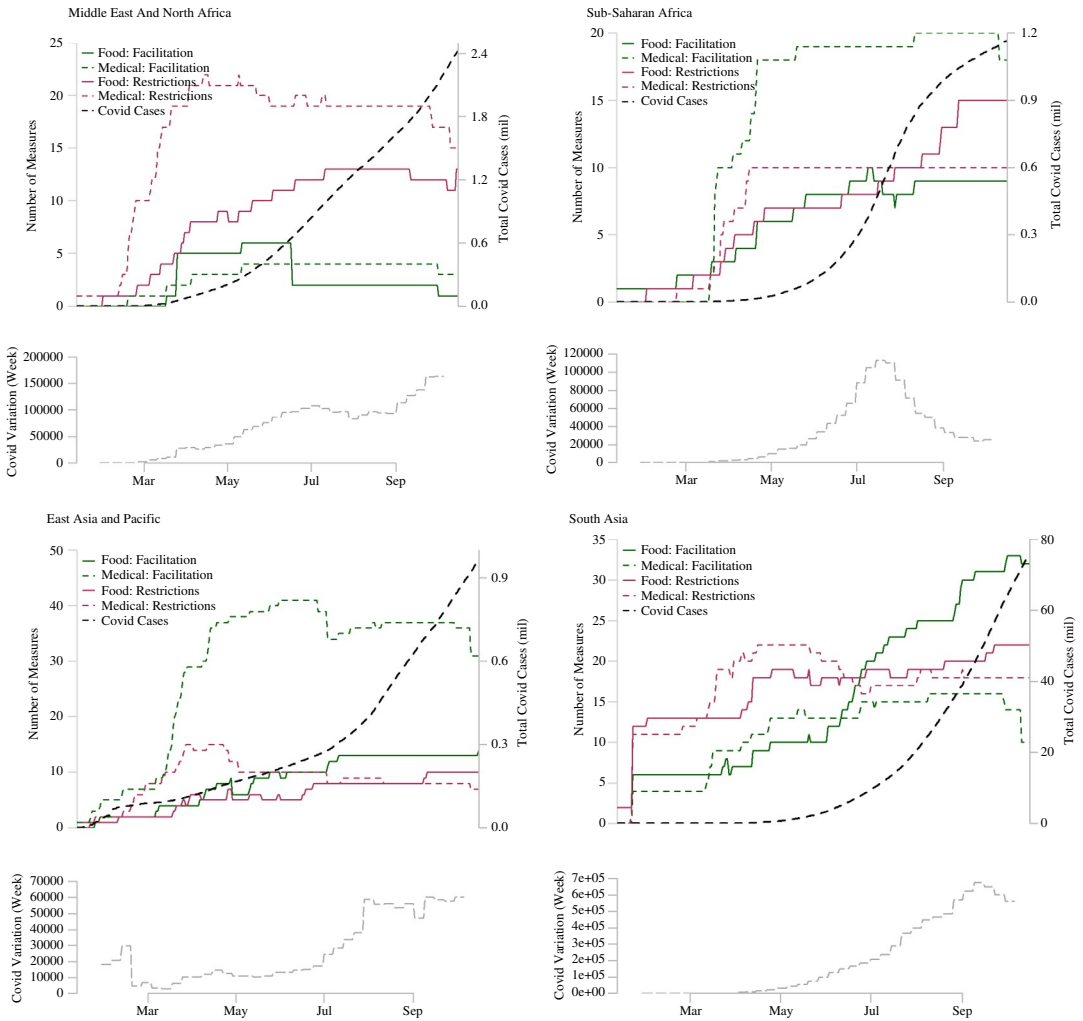 Middle East And North Africa
25
20
15
10
5
0
Number of Measures
Food: Facilitation
Medical: Facilitation
Food: Restrictions
Medical: Restrictions
Covid Cases
2.4
1.8
1.2
0.6
0.0
Total Covid Cases (mil)
200000
150000
100000
50000
0
Covid Variation (Week)
Mar May Jul Sep
Sub-Saharan Africa
20
15
10
5
0
Number of Measures
Food: Facilitation
Medical: Facilitation
Food: Restrictions
Medical: Restrictions
Covid Cases
1.2
0.9
0.6
0.3
0.0
Total Covid Cases (mil)
120000
100000
80000
60000
40000
20000
0
Covid Variation (Week)
Mar May Jul Sep
East Asia and Pacific
50
40
30
20
10
0
Number of Measures
Food: Facilitation
Medical: Facilitation
Food: Restrictions
Medical: Restrictions
Covid Cases
0.9
0.6
0.3
0.0
Total Covid Cases (mil)
70000
60000
50000
40000
30000
20000
10000
0
Covid Variation (Week)
Mar May Jul Sep
South Asia
35
30
25
20
15
10
5
0
Number of Measures
Food: Facilitation
Medical: Facilitation
Food: Restrictions
Medical: Restrictions
Covid Cases
80
60
40
20
0
Total Covid Cases (mil)
7e+05
6e+05
5e+05
4e+05
3e+05
2e+05
1e+05
0e+00
Covid Variation (Week)
Mar May Jul Sep